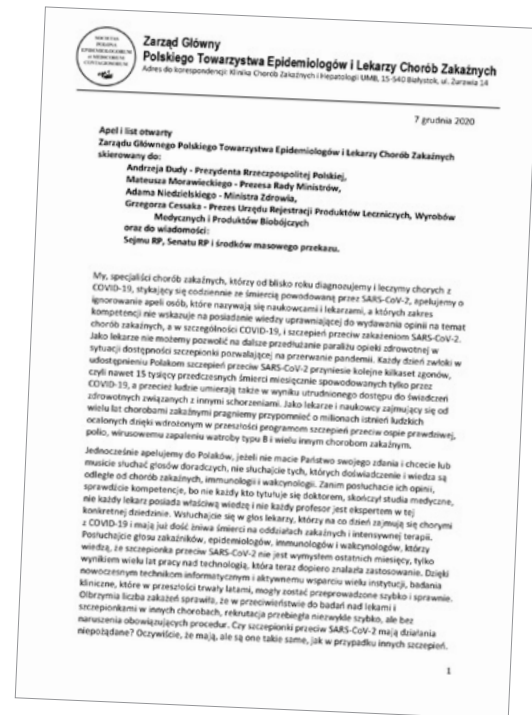 SOCIETAS
POLONA
EPIDEMIOLOGORUM
et MEDICORUM
CONTAGIOSORUM
Zarząd Główny
Polskiego Towarzystwa Epidemiologów i Lekarzy Chorób Zakaźnych
Adres do korespondencji: Klinika Chorób Zakaźnych i Hepatologii UMB, 15-540 Białystok, ul. Żurawia 14
7 grudnia 2020
Apel i list otwarty
Zarządu Głównego Polskiego Towarzystwa Epidemiologów i Lekarzy Chorób Zakaźnych
skierowany do:
Andrzeja Dudy - Prezydenta Rrzeczpospolitej Polskiej,
Mateusza Morawieckiego - Prezesa Rady Ministrów,
Adama Niedzielskiego - Ministra Zdrowia,
Grzegorza Cessaka - Prezes Urzędu Rejestracji Produktów Leczniczych, Wyrobów
Medycznych i Produktów Biobójczych
oraz do wiadomości:
Sejmu RP, Senatu RP i środków masowego przekazu.
My, specjaliści chorób zakaźnych, którzy od blisko roku diagnozujemy i leczymy chorych z
COVID-19, stykający się codziennie ze śmiercią powodowaną przez SARS-CoV-2, apelujemy o
ignorowanie apeli osób, które nazywają się naukowcami i lekarzami, a których zakres
kompetencji nie wskazuje na posiadanie wiedzy uprawniającej do wydawania opinii na temat
chorób zakaźnych, a w szczególności COVID-19, i szczepień przeciw zakażeniom SARS-CoV-2.
Jako lekarze nie możemy pozwolić na dalsze przedłużanie paraliżu opieki zdrowotnej w
sytuacji dostępności szczepionki pozwalającej na przerwanie pandemii. Każdy dzień zwłoki w
udostępnieniu Polakom szczepień przeciw SARS-CoV-2 przyniesie kolejne kilkaset zgonów,
czyli nawet 15 tysięcy przedwczesnych śmierci miesięcznie spowodowanych tylko przez
COVID-19, a przecież ludzie umierają także w wyniku utrudnionego dostępu do świadczeń
zdrowotnych związanych z innymi schorzeniami. Jako lekarze i naukowcy zajmujący się od
wielu lat chorobami zakaźnymi pragniemy przypomnieć o milionach istnień ludzkich
ocalonych dzięki wdrożonym w przeszłości programom szczepień przeciw ospie prawdziwej,
polio, wirusowemu zapaleniu watroby typu B i wielu innym chorobom zakaźnym.
Jednocześnie apelujemy do Polaków, jeżeli nie macie Państwo swojego zdania i chcecie lub
musicie słuchać głosów doradczych, nie słuchajcie tych, których doświadczenie i wiedza są
odległe od chorób zakaźnych, immunologii i wakcynologii. Zanim posłuchacie ich opinii,
sprawdźcie kompetencje, bo nie każdy kto tytułuje się doktorem, skończył studia medyczne,
nie każdy lekarz posiada właściwą wiedzę i nie każdy profesor jest ekspertem w tej
konkretnej dziedzinie. Wsłuchajcie się w głos lekarzy, którzy na co dzień zajmują się chorymi
z COVID-19 i mają już dość żniwa śmierci na oddziałach zakaźnych i intensywnej terapii.
Posłuchajcie głosu zakaźników, epidemiologów, immunologów i wakcynologów, którzy
wiedzą, że szczepionka przeciw SARS-CoV-2 nie jest wymysłem ostatnich miesięcy, tylko
wynikiem wielu lat pracy nad technologią, która teraz dopiero znalazła zastosowanie. Dzięki
nowoczesnym technikom informatycznym i aktywnemu wsparciu wielu instytucji, badania
kliniczne, które w przeszłości trwały latami, mogły zostać przeprowadzone szybko i sprawnie.
Olbrzymia liczba zakażeń sprawiła, że w przeciwieństwie do badań nad lekami i
szczepionkami w innych chorobach, rekrutacja przebiegła niezwykle szybko, ale bez
naruszenia obowiązujących procedur. Czy szczepionki przeciw SARS-CoV-2 mają działania
niepożądane? Oczywiście, że mają, ale są one takie same, jak w przypadku innych szczepień.
1